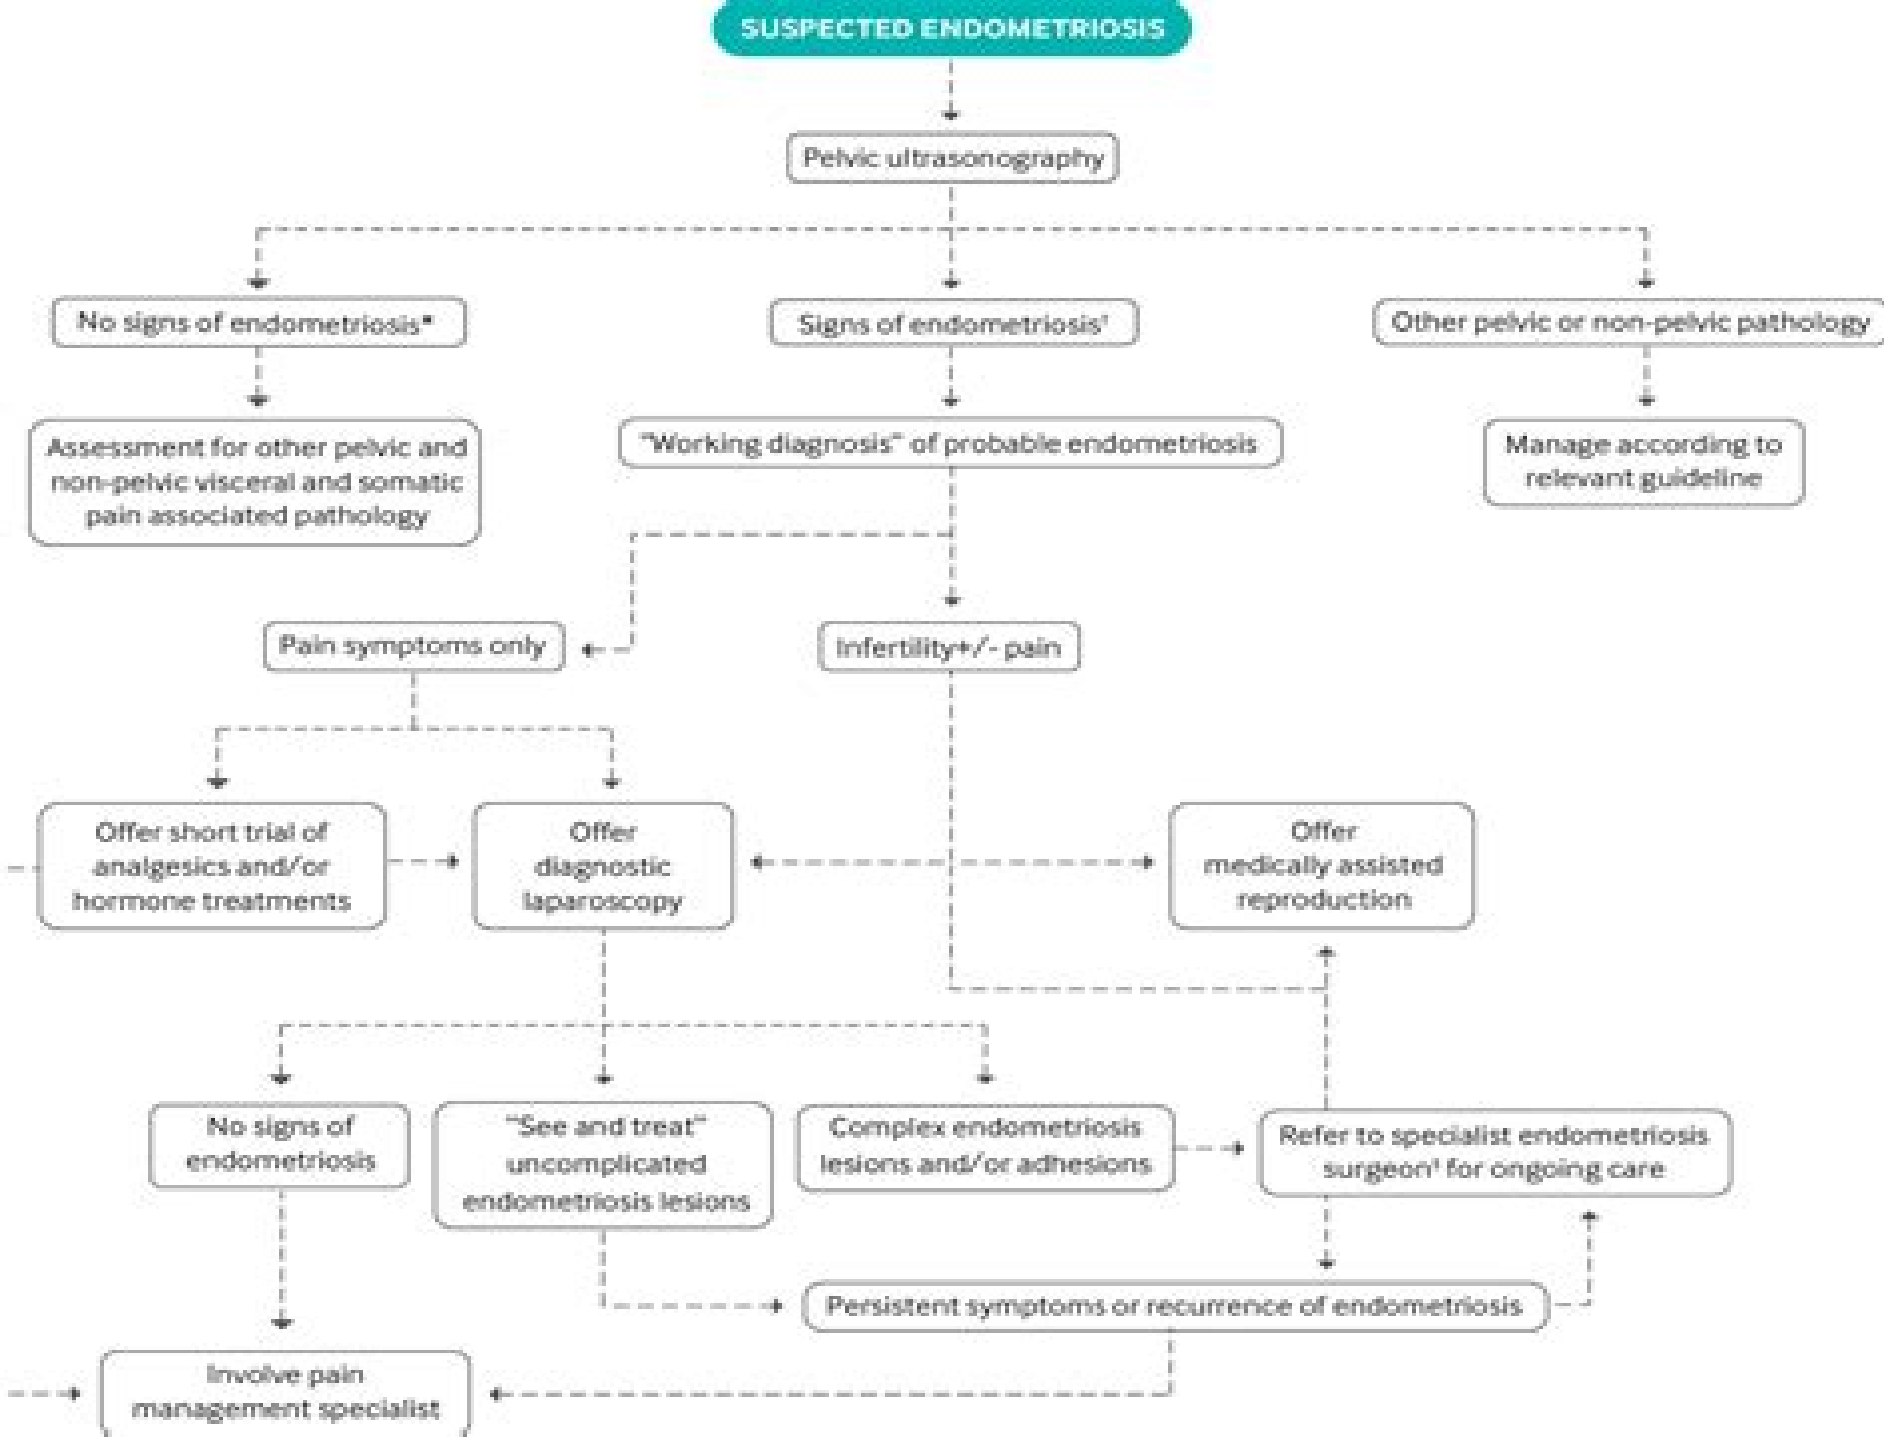 SUSPECTED ENDOMETRIOSIS
Pelvic ultrasonography
No signs of endometriosis*
Signs of endometriosis†
Other pelvic or non-pelvic pathology
Assessment for other pelvic and
non-pelvic visceral and somatic
pain associated pathology
"Working diagnosis" of probable endometriosis
Manage according to
relevant guideline
Pain symptoms only
Infertility+/- pain
Offer short trial of
analgesics and/or
hormone treatments
Offer
diagnostic
laparoscopy
Offer
medically assisted
reproduction
No signs of
endometriosis
"See and treat"
uncomplicated
endometriosis lesions
Complex endometriosis
lesions and/or adhesions
Refer to specialist endometriosis
surgeon‡ for ongoing care
Persistent symptoms or recurrence of endometriosis
Involve pain
management specialist